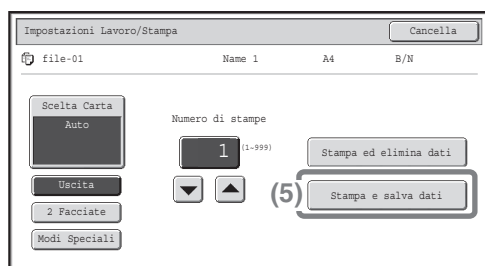 Impostazioni Lavoro/Stampa Cancella
file-01 Name 1 A4 B/N
Scelta Carta
Auto
Numero di stampe
1 (1~999)
Stampa ed elimina dati
Uscita
(5) Stampa e salva dati
2 Facciate
Modi Speciali